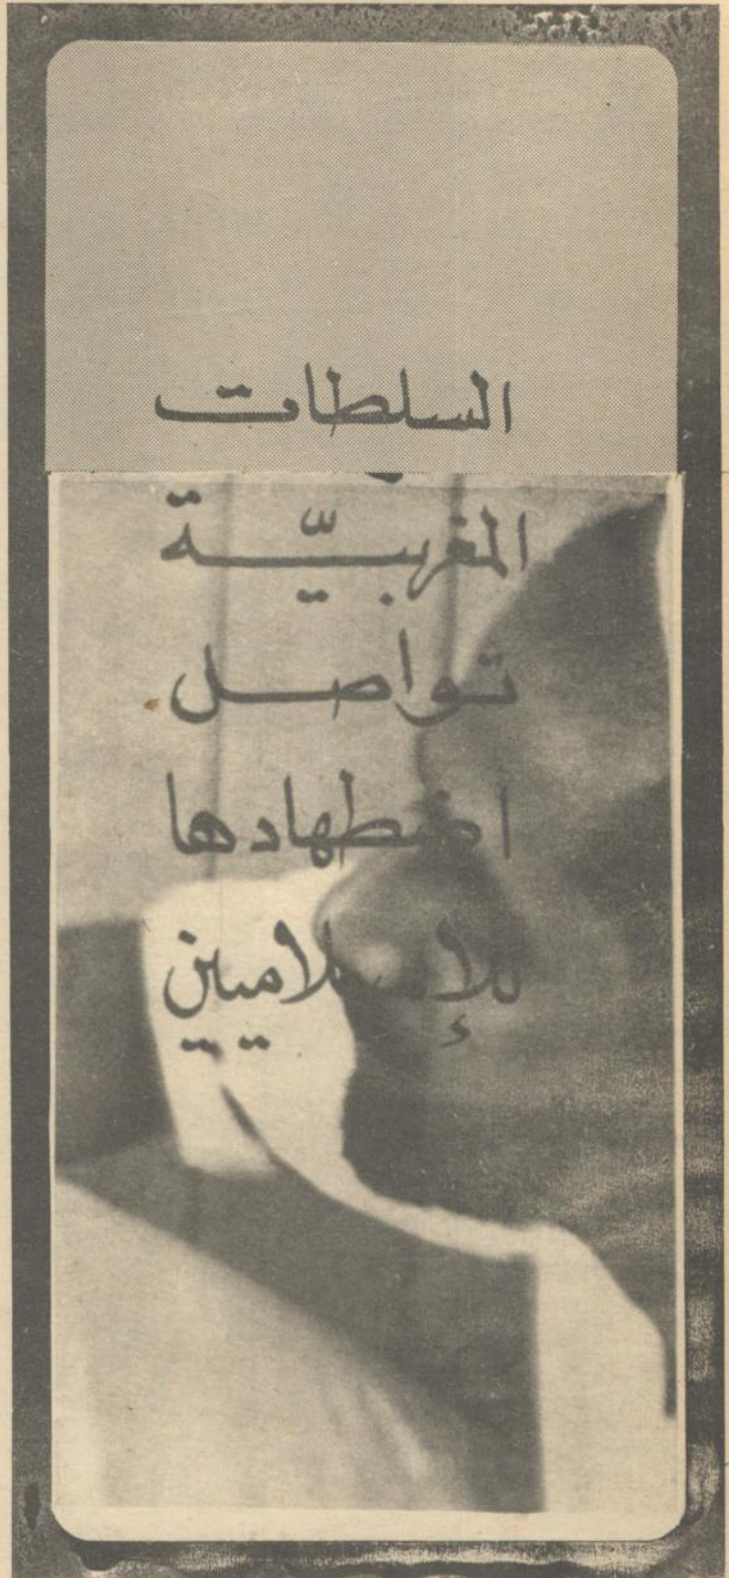 السلطات
المغربيّة
تواصل
اضطهادها
للإسلاميين